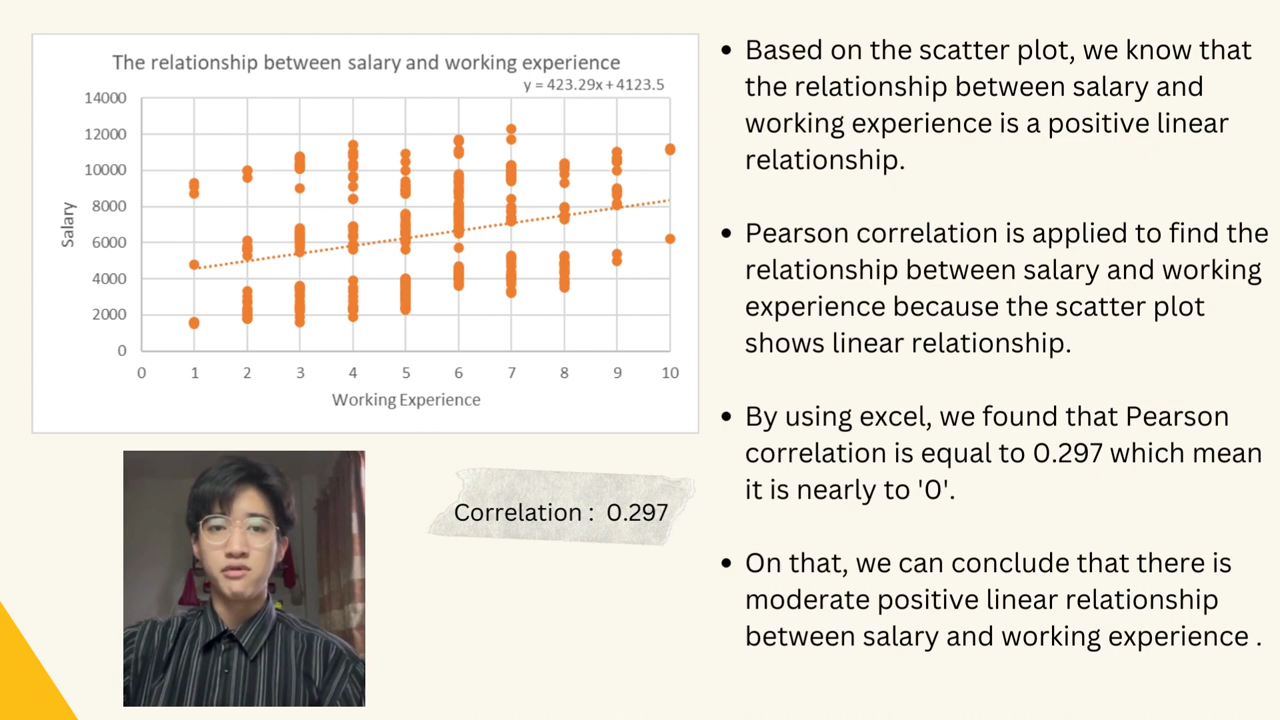 The relationship between salary and working experience
y = 423.29x + 4123.5
14000
12000
10000
8000
6000
4000
2000
0
Salary
0 1 2 3 4 5 6 7 8 9 10
Working Experience
Correlation : 0.297
• Based on the scatter plot, we know that
the relationship between salary and
working experience is a positive linear
relationship.
• Pearson correlation is applied to find the
relationship between salary and working
experience because the scatter plot
shows linear relationship.
• By using excel, we found that Pearson
correlation is equal to 0.297 which mean
it is nearly to '0'.
• On that, we can conclude that there is
moderate positive linear relationship
between salary and working experience .